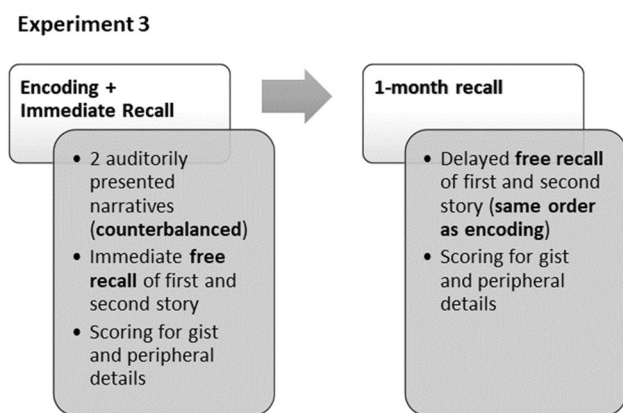 Experiment 3
Encoding +
Immediate Recall
• 2 auditorily
presented
narratives
(counterbalanced)
• Immediate free
recall of first and
second story
• Scoring for gist
and peripheral
details
1-month recall
• Delayed free recall
of first and second
story (same order
as encoding)
• Scoring for gist
and peripheral
details